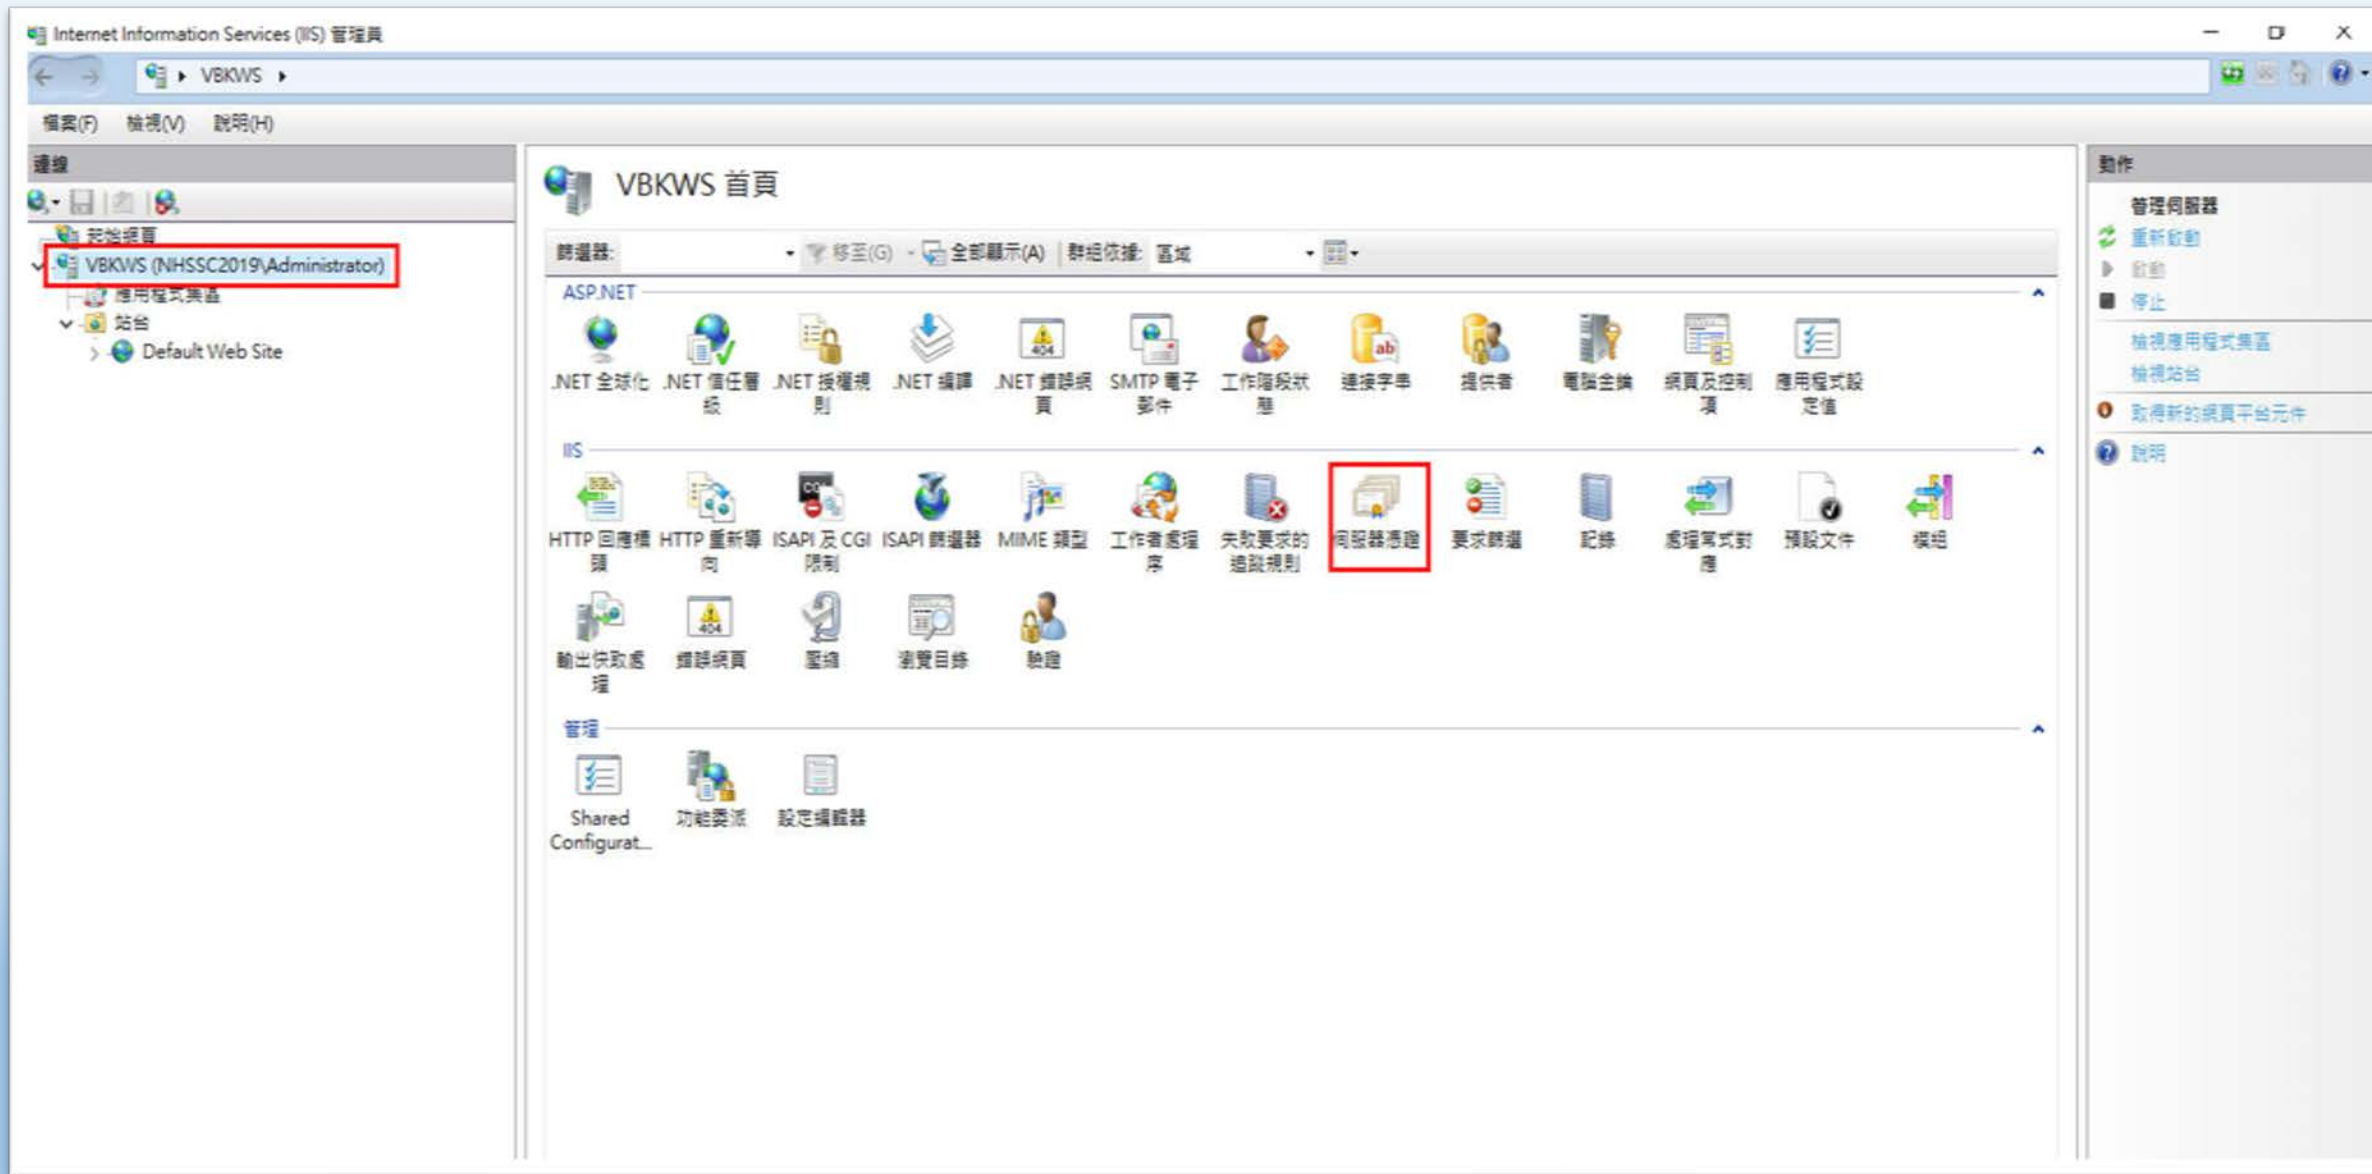 Internet Information Services (IIS) 管理員
VBKWS
檔案(F) 檢視(V) 說明(H)
連線
起始網頁
VBKWS (NHSSC2019\Administrator)
應用程式集區
站台
Default Web Site
VBKWS 首頁
篩選器: 移至(G) 全部顯示(A) 群組依據: 區域
ASP.NET
.NET 全球化 .NET 信任層 .NET 授權規 .NET 編譯 .NET 錯誤網 SMTP 電子 工作階段狀 連接字串 提供者 電腦金鑰 網頁及控制 應用程式設
級 則 頁 郵件 態 項 定值
IIS
HTTP 回應標 HTTP 重新導 ISAPI 及 CGI ISAPI 篩選器 MIME 類型 工作者處理 失敗要求的 伺服器憑證 要求篩選 記錄 處理常式對 預設文件 模組
頭 向 限制 序 追蹤規則 應
輸出快取處 錯誤網頁 壓縮 瀏覽目錄 驗證
理
管理
Shared 功能委派 設定編輯器
Configurat...
動作
管理伺服器
重新啟動
啟動
停止
檢視應用程式集區
檢視站台
取得新的網頁平台元件
說明